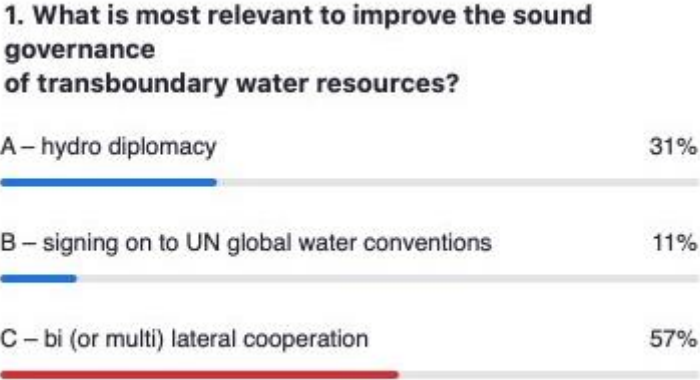 1. What is most relevant to improve the sound
governance
of transboundary water resources?
A – hydro diplomacy 31%
B – signing on to UN global water conventions 11%
C – bi (or multi) lateral cooperation 57%